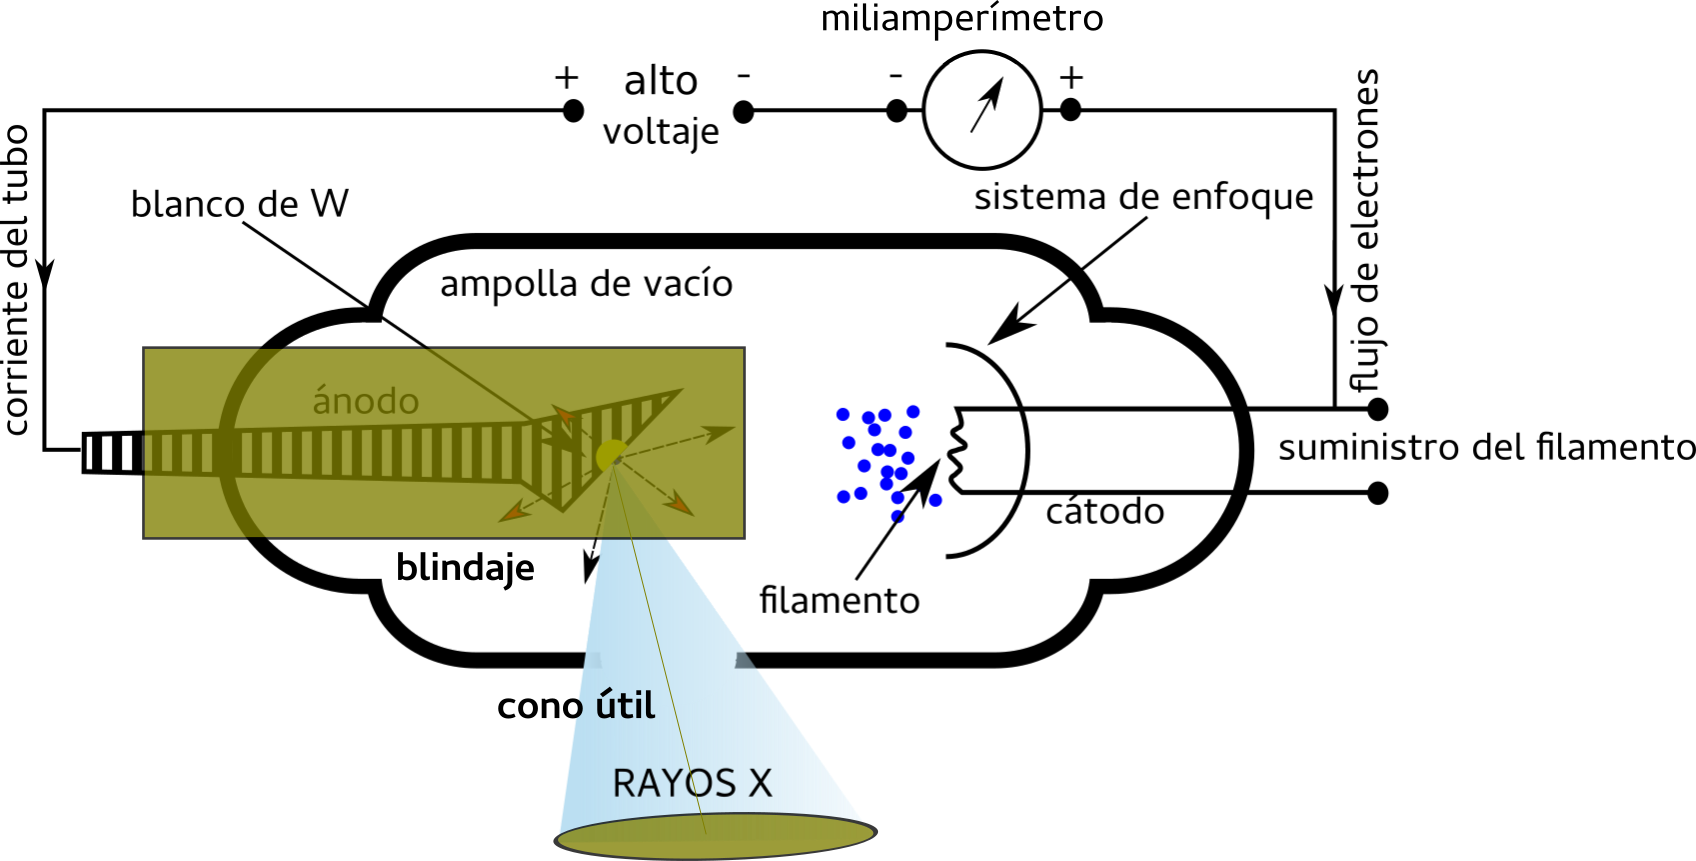 miliamperímetro
+ alto - - +
voltaje
corriente del tubo
flujo de electrones
blanco de W
sistema de enfoque
ampolla de vacío
ánodo
suministro del filamento
cátodo
blindaje
filamento
cono útil
RAYOS X